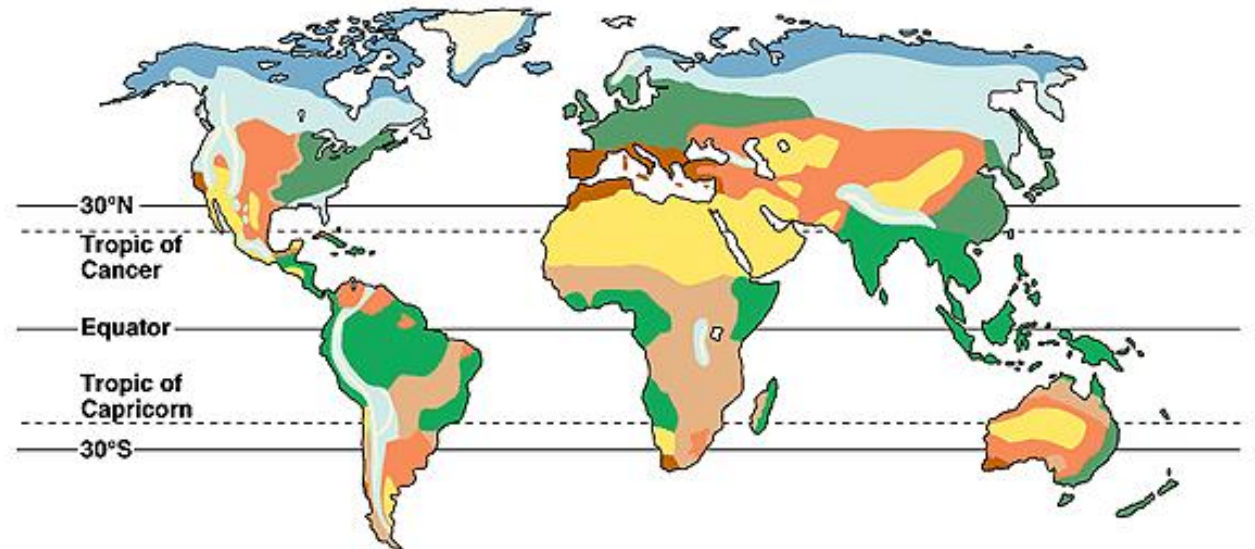 30°N
Tropic of
Cancer
Equator
Tropic of
Capricorn
30°S